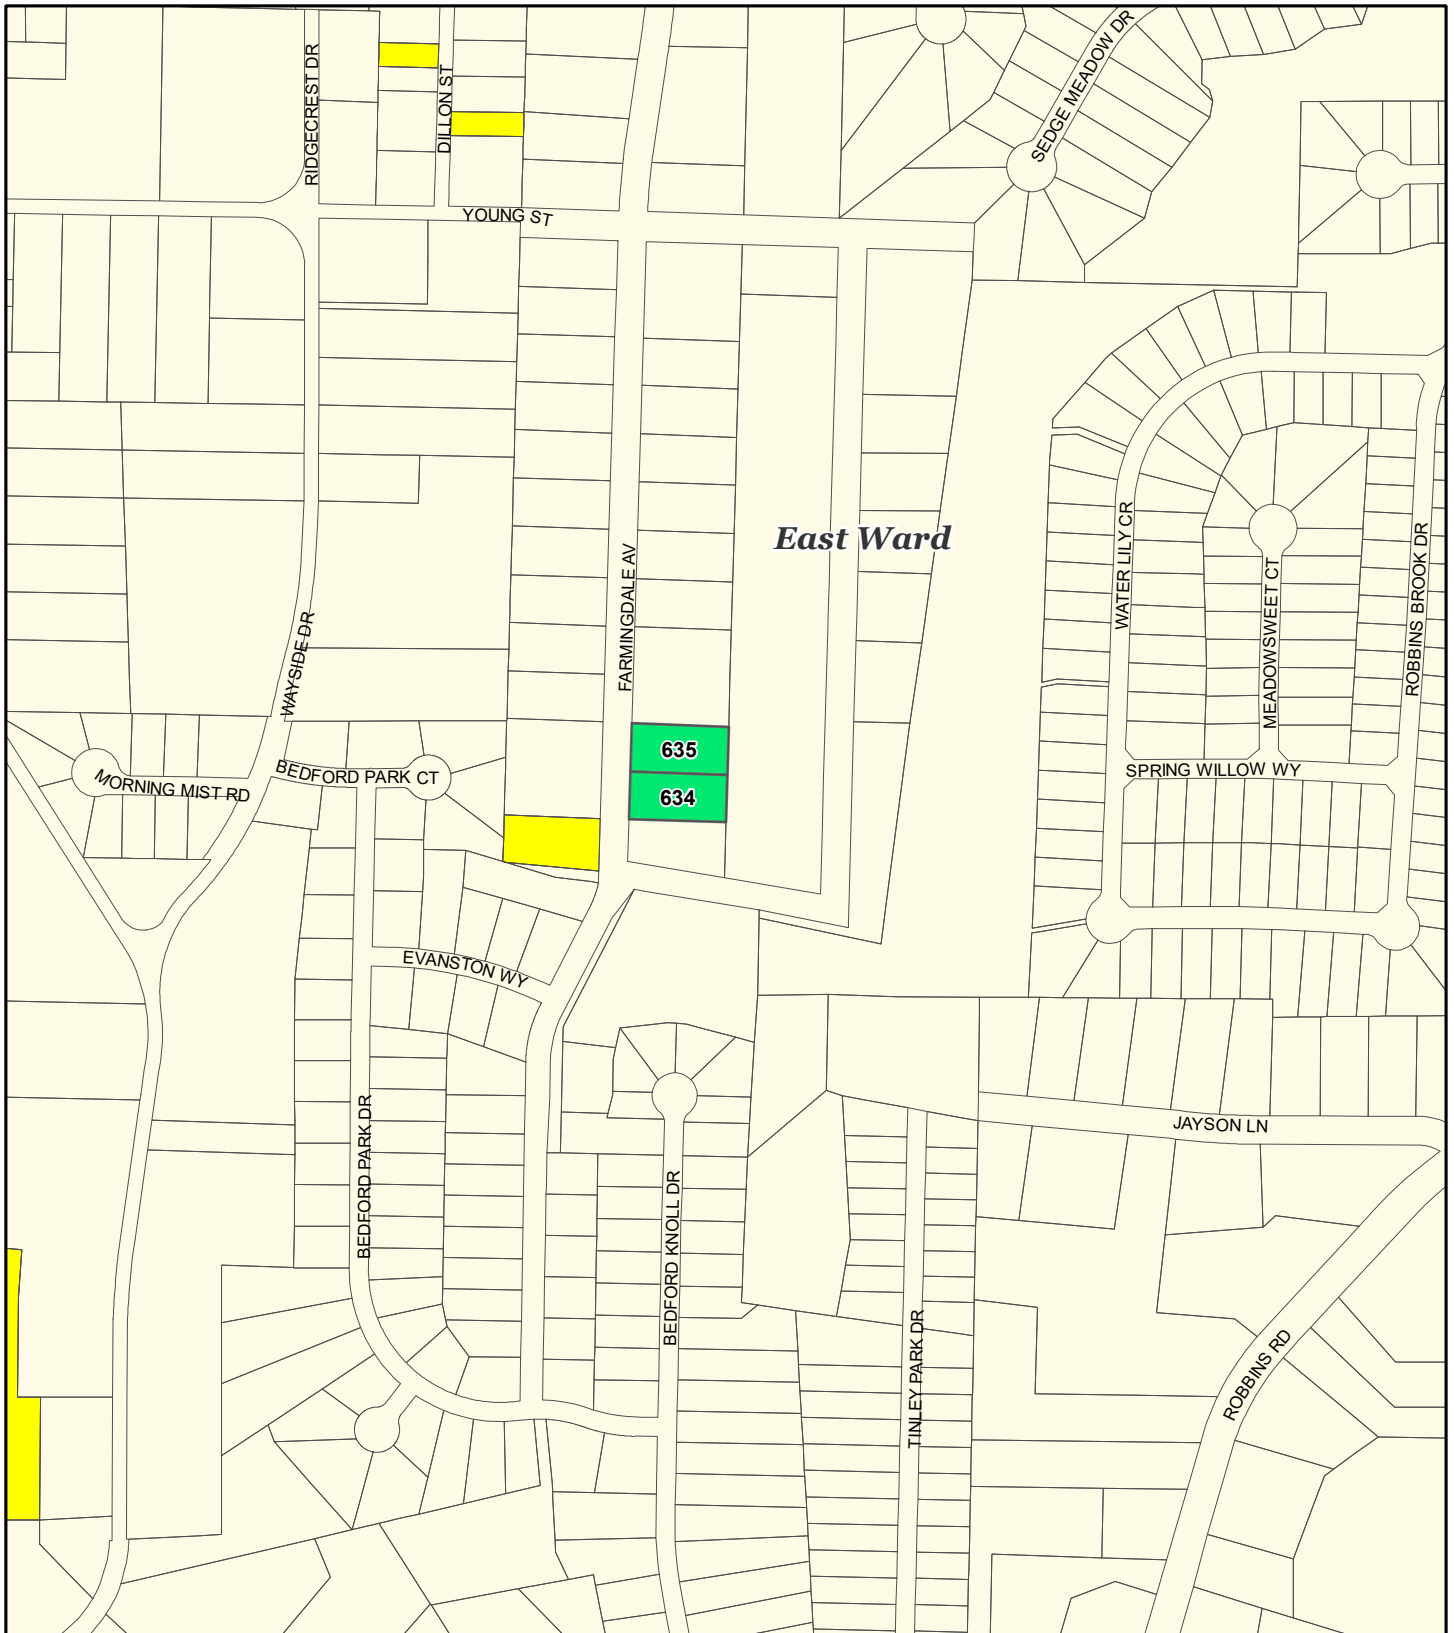 SEDGE MEADOW DR
RIDGECREST DR
DILLON ST
YOUNG ST
East Ward
WATER LILY CR
MEADOWSWEET CT
ROBBINS BROOK DR
FARMINGDALE AV
WAYSIDE DR
635
634
BEDFORD PARK CT
MORNING MIST RD
SPRING WILLOW WY
EVANSTON WY
BEDFORD PARK DR
JAYSON LN
BEDFORD KNOLL DR
TINLEY PARK DR
ROBBINS RD